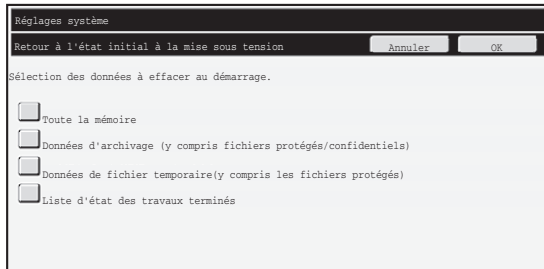 Réglages système
Retour à l'état initial à la mise sous tension Annuler OK
Sélection des données à effacer au démarrage.
Toute la mémoire
Données d'archivage (y compris fichiers protégés/confidentiels)
Données de fichier temporaire(y compris les fichiers protégés)
Liste d'état des travaux terminés